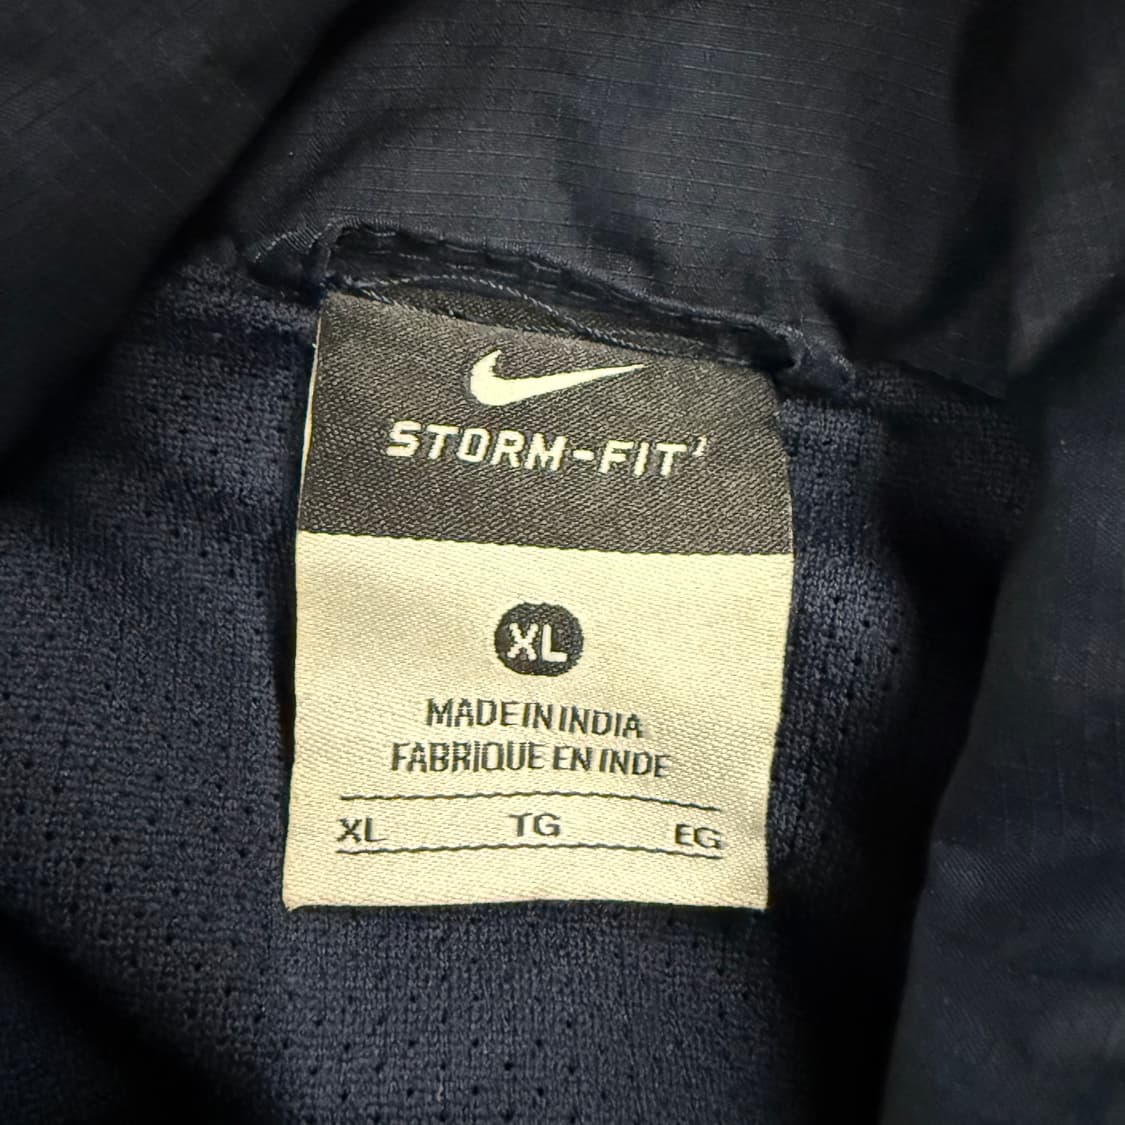 STORM-FIT
XL
MADE IN INDIA
FABRIQUE EN INDE
XL TG EG